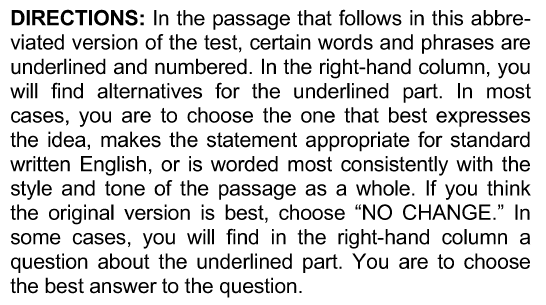 DIRECTIONS: In the passage that follows in this abbre-
viated version of the test, certain words and phrases are
underlined and numbered. In the right-hand column, you
will find alternatives for the underlined part. In most
cases, you are to choose the one that best expresses
the idea, makes the statement appropriate for standard
written English, or is worded most consistently with the
style and tone of the passage as a whole. If you think
the original version is best, choose “NO CHANGE.” In
some cases, you will find in the right-hand column a
question about the underlined part. You are to choose
the best answer to the question.